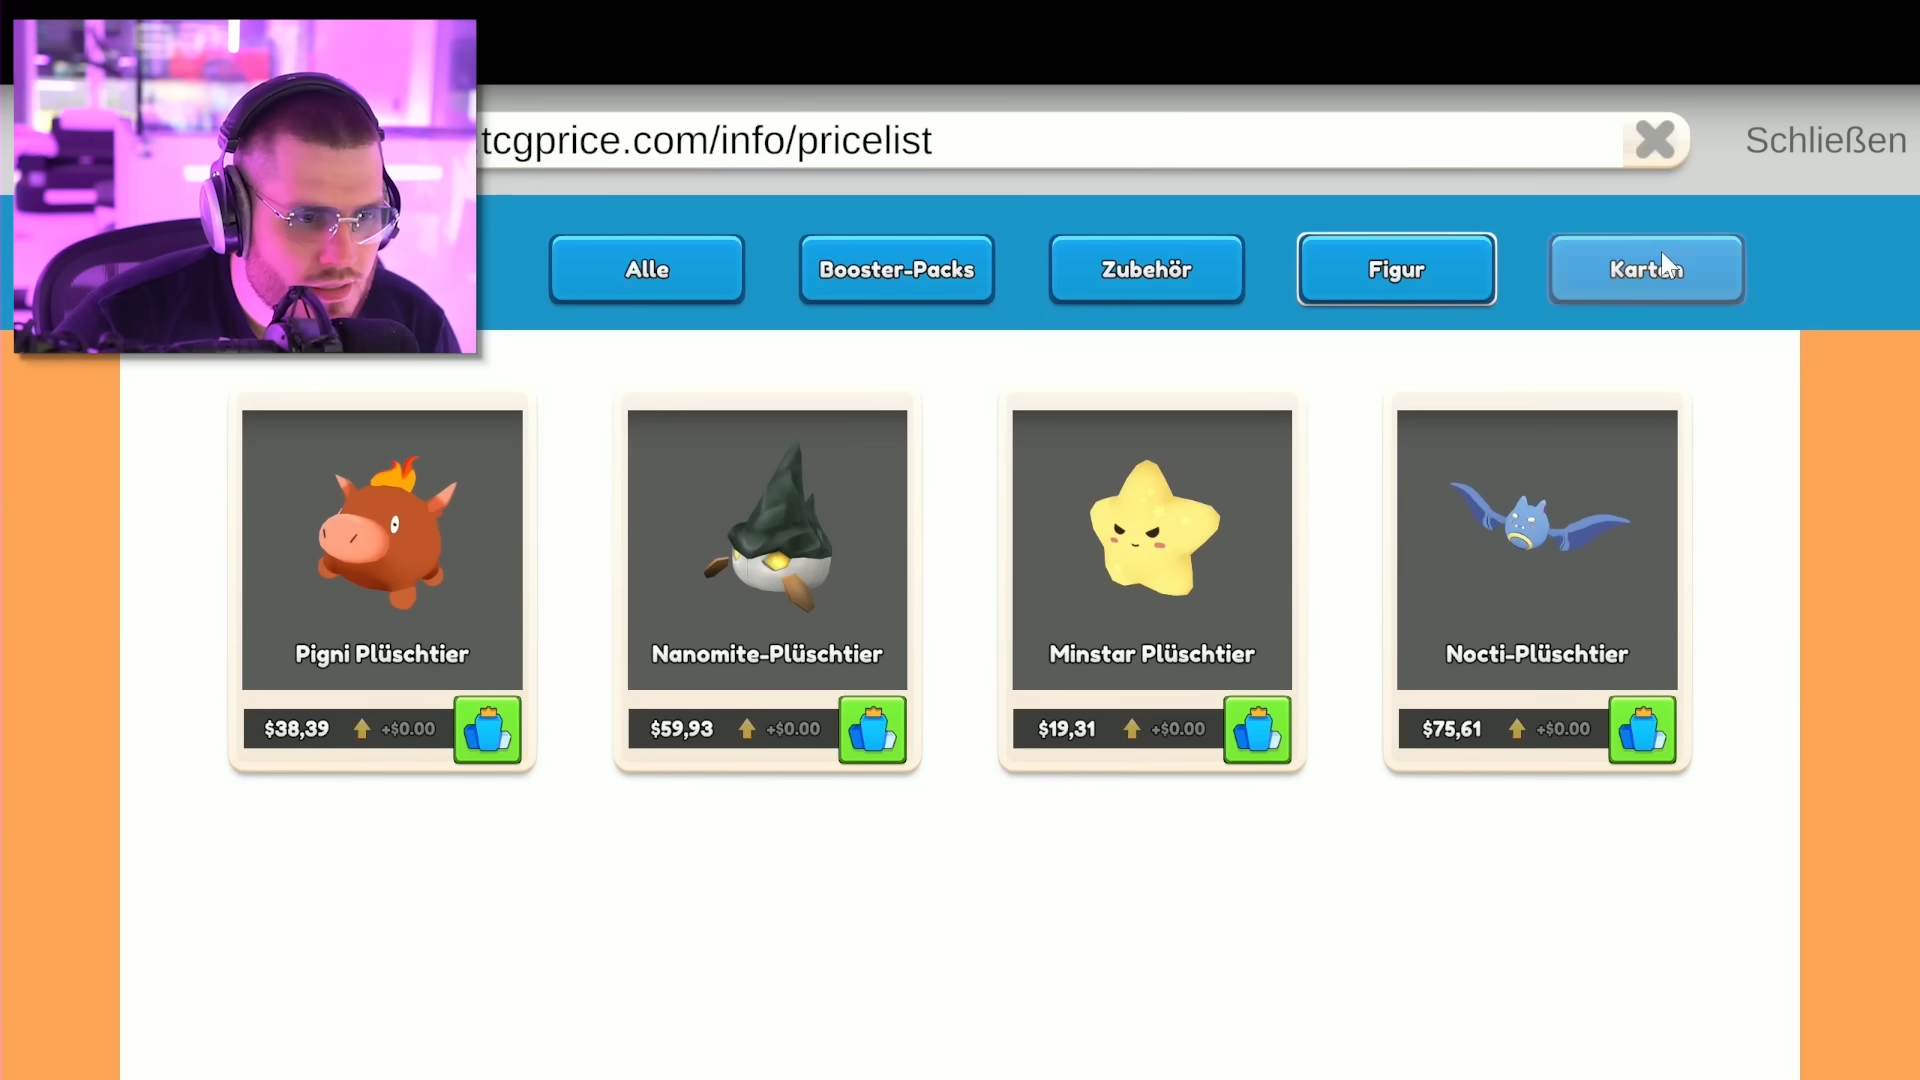 tcgprice.com/info/pricelist
Schließen
Alle
Booster-Packs
Zubehör
Figur
Karten
Pigni Plüschtier
Nanomite-Plüschtier
Minstar Plüschtier
Nocti-Plüschtier
$38,39 +$0.00
$59,93 +$0.00
$19,31 +$0.00
$75,61 +$0.00